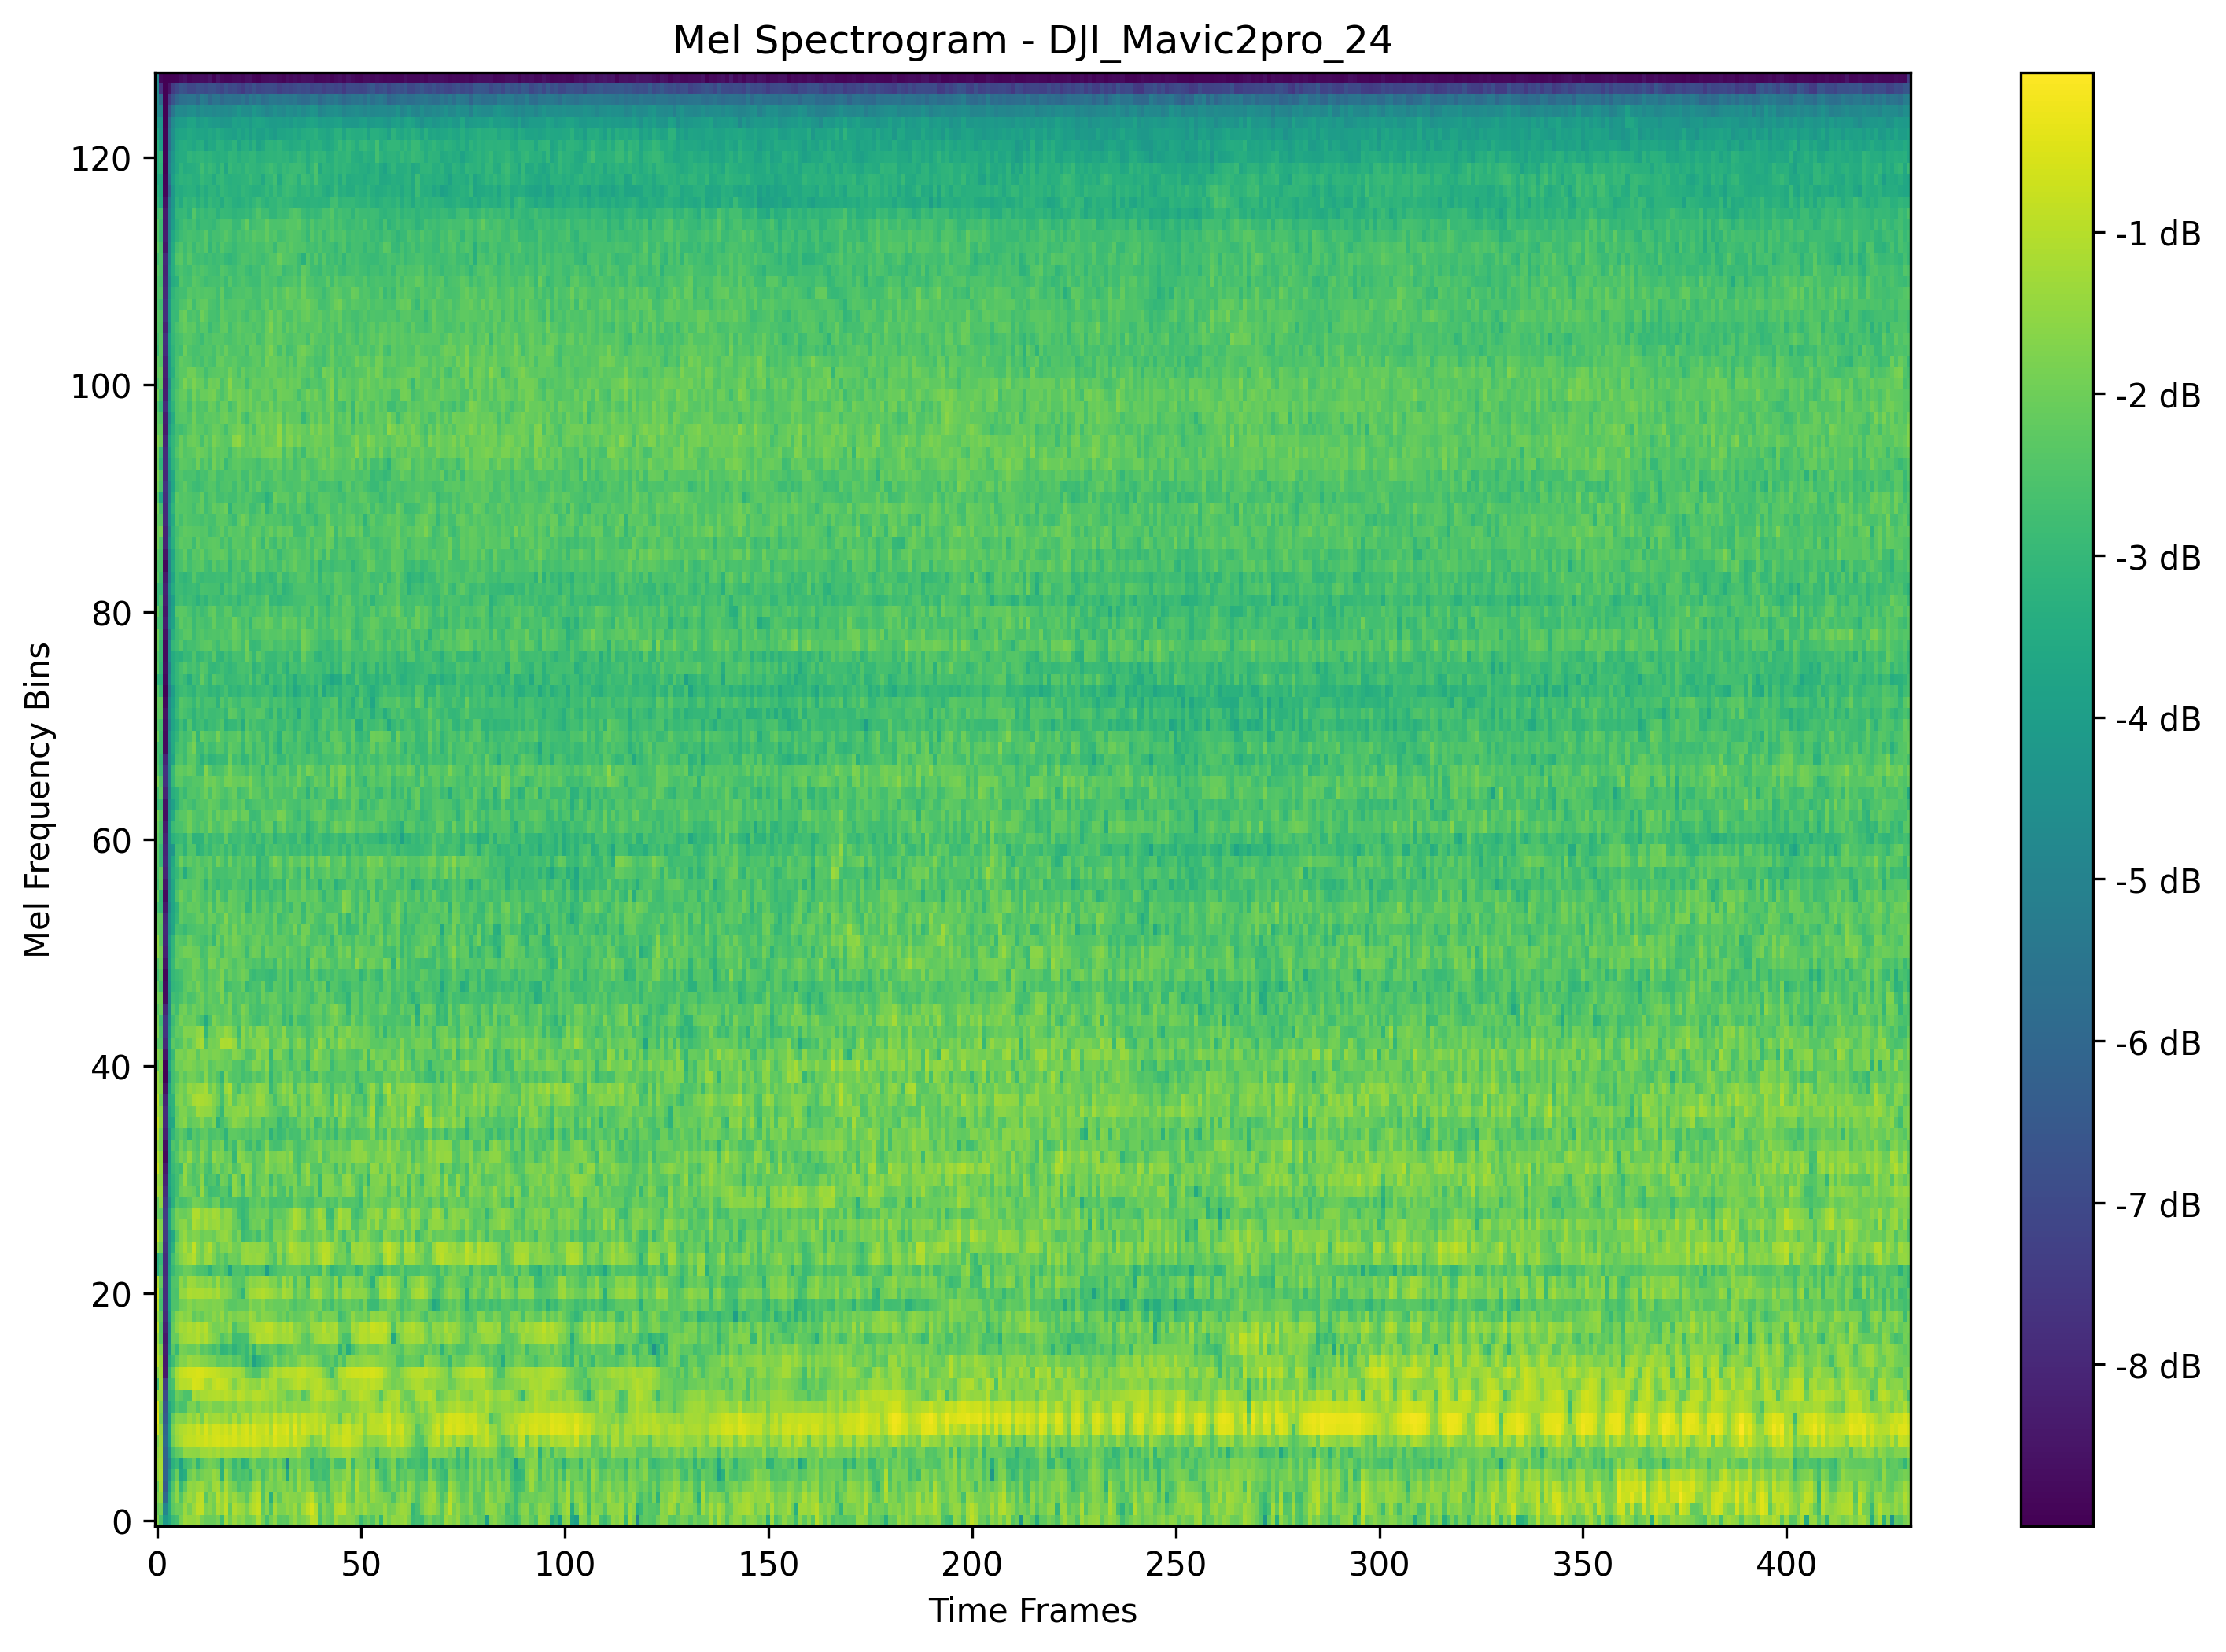 Mel Spectrogram - DJI_Mavic2pro_24
Mel Frequency Bins
120
100
80
60
40
20
0
0 50 100 150 200 250 300 350 400
Time Frames
-1 dB
-2 dB
-3 dB
-4 dB
-5 dB
-6 dB
-7 dB
-8 dB